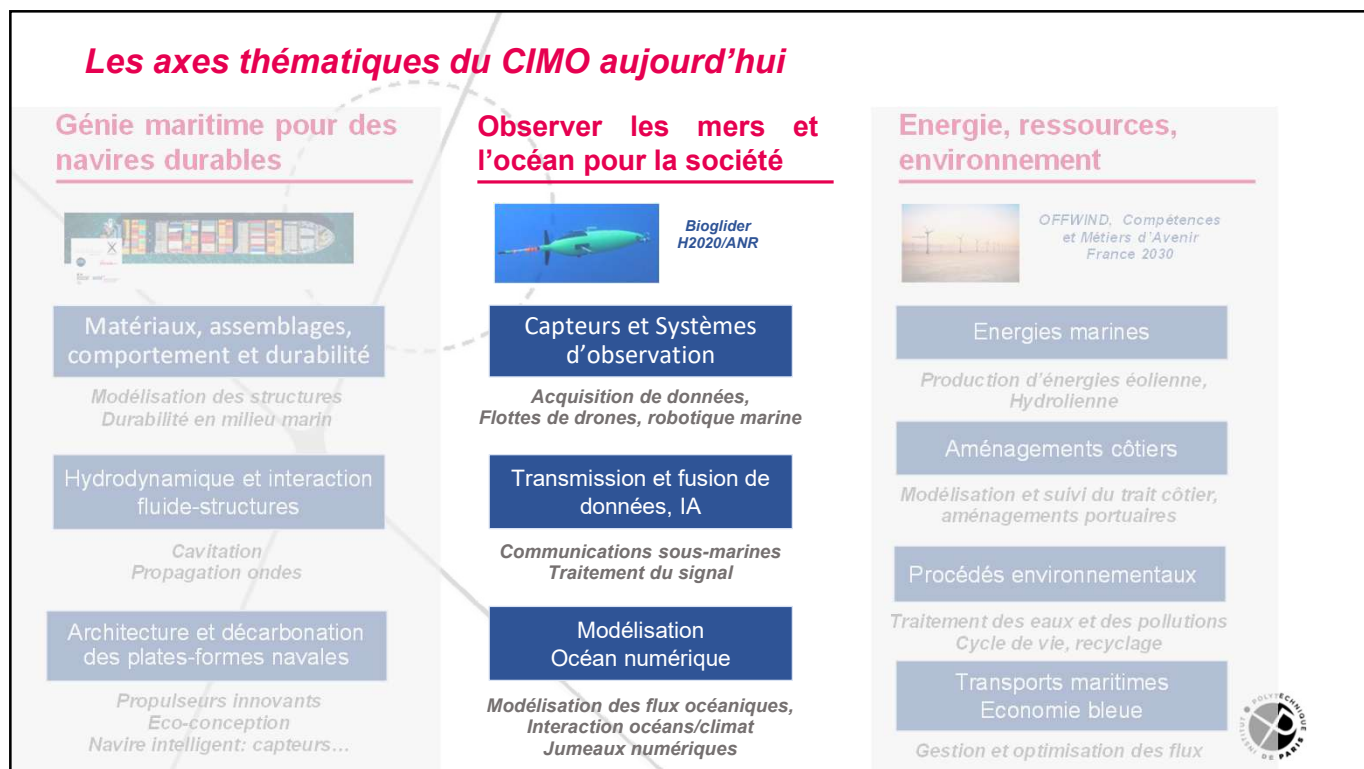 Les axes thématiques du CIMO aujourd’hui
Génie maritime pour des
navires durables
Matériaux, assemblages,
comportement et durabilité
Modélisation des structures
Durabilité en milieu marin
Hydrodynamique et interaction
fluide-structures
Cavitation
Propagation ondes
Architecture et décarbonation
des plates-formes navales
Propulseurs innovants
Eco-conception
Navire intelligent: capteurs…
Observer les mers et
l’océan pour la société
Bioglider
H2020/ANR
Capteurs et Systèmes
d’observation
Acquisition de données,
Flottes de drones, robotique marine
Transmission et fusion de
données, IA
Communications sous-marines
Traitement du signal
Modélisation
Océan numérique
Modélisation des flux océaniques,
Interaction océans/climat
Jumeaux numériques
Energie, ressources,
environnement
OFFWIND, Compétences
et Métiers d’Avenir
France 2030
Energies marines
Production d’énergies éolienne,
Hydrolienne
Aménagements côtiers
Modélisation et suivi du trait côtier,
aménagements portuaires
Procédés environnementaux
Traitement des eaux et des pollutions
Cycle de vie, recyclage
Transports maritimes
Economie bleue
Gestion et optimisation des flux
INSTITUT POLYTECHNIQUE DE PARIS